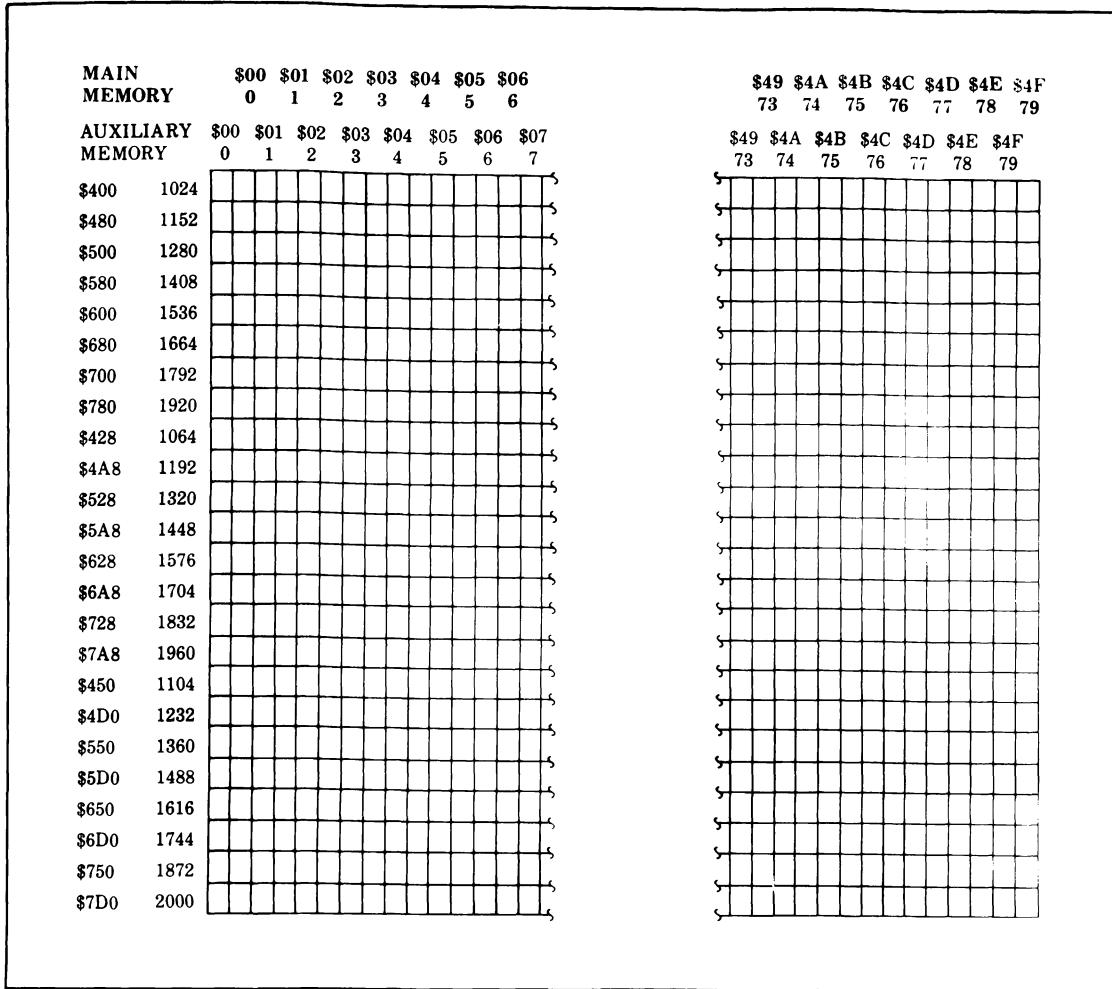 MAIN $00 $01 $02 $03 $04 $05 $06 $49 $4A $4B $4C $4D $4E $4F
MEMORY 0 1 2 3 4 5 6 73 74 75 76 77 78 79
AUXILIARY $00 $01 $02 $03 $04 $05 $06 $07 $49 $4A $4B $4C $4D $4E $4F
MEMORY 0 1 2 3 4 5 6 7 73 74 75 76 77 78 79
$400 1024
$480 1152
$500 1280
$580 1408
$600 1536
$680 1664
$700 1792
$780 1920
$428 1064
$4A8 1192
$528 1320
$5A8 1448
$628 1576
$6A8 1704
$728 1832
$7A8 1960
$450 1104
$4D0 1232
$550 1360
$5D0 1488
$650 1616
$6D0 1744
$750 1872
$7D0 2000